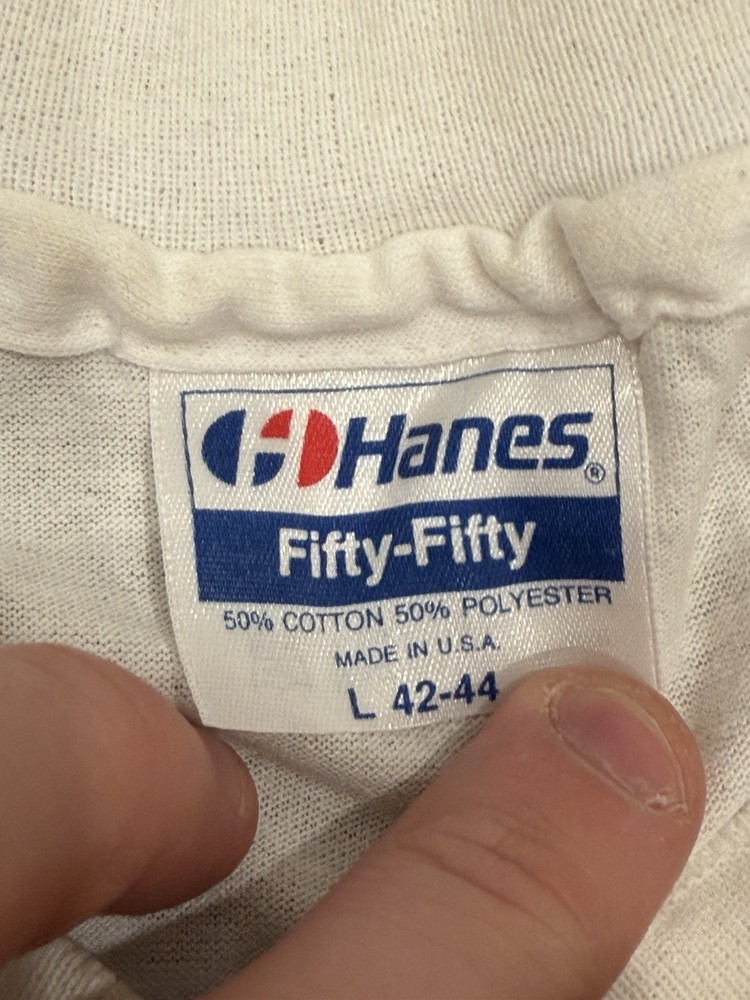 Hanes®
Fifty-Fifty
50% COTTON 50% POLYESTER
MADE IN U.S.A.
L 42-44